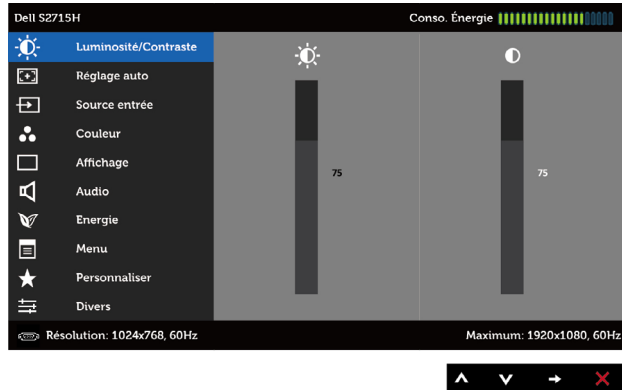 Dell S2715H
Conso. Énergie
Luminosité/Contraste
Réglage auto
Source entrée
Couleur
Affichage
Audio
Energie
Menu
Personnaliser
Divers
75
75
Résolution: 1024x768, 60Hz
Maximum: 1920x1080, 60Hz